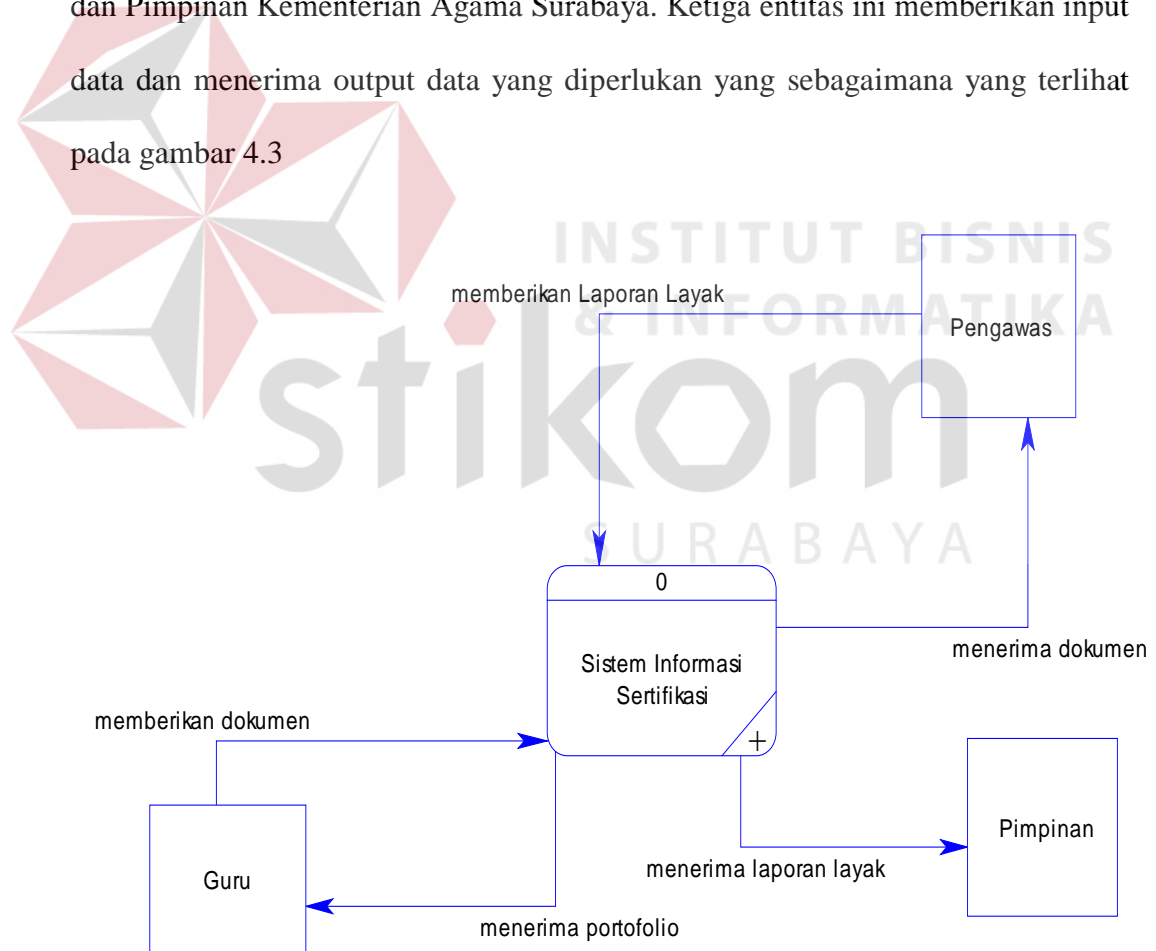 dan Pimpinan Kementerian Agama Surabaya. Ketiga entitas ini memberikan input
data dan menerima output data yang diperlukan yang sebagaimana yang terlihat
pada gambar 4.3
INSTITUT BISNIS
& INFORMATIKA
stikom
SURABAYA
memberikan Laporan Layak
Pengawas
0
Sistem Informasi
Sertifikasi
+
menerima dokumen
memberikan dokumen
Pimpinan
menerima laporan layak
Guru
menerima portofolio